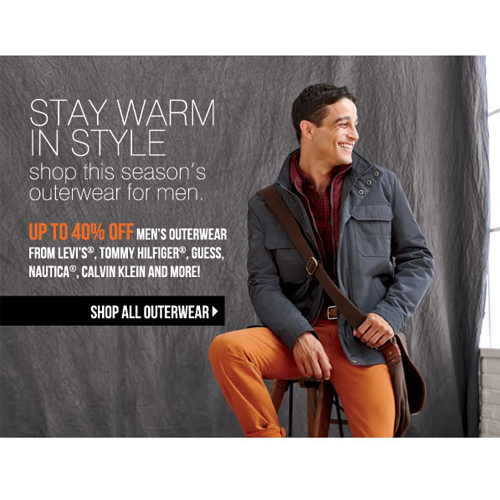 STAY WARM
IN STYLE
shop this season's
outerwear for men.
UP TO 40% OFF MEN'S OUTERWEAR
FROM LEVI'S®, TOMMY HILFIGER®, GUESS,
NAUTICA®, CALVIN KLEIN AND MORE!
SHOP ALL OUTERWEAR